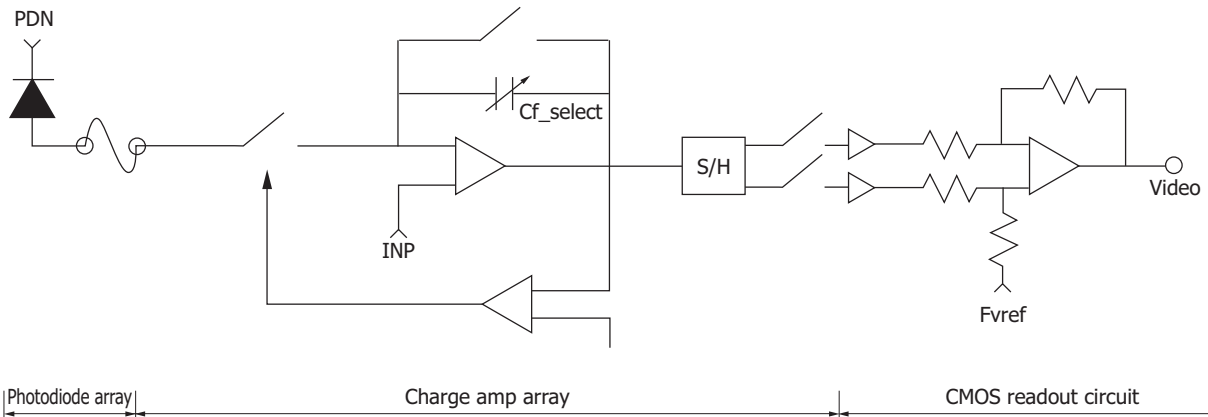 PDN
Cf_select
S/H
Video
INP
Fvref
Photodiode array
Charge amp array
CMOS readout circuit